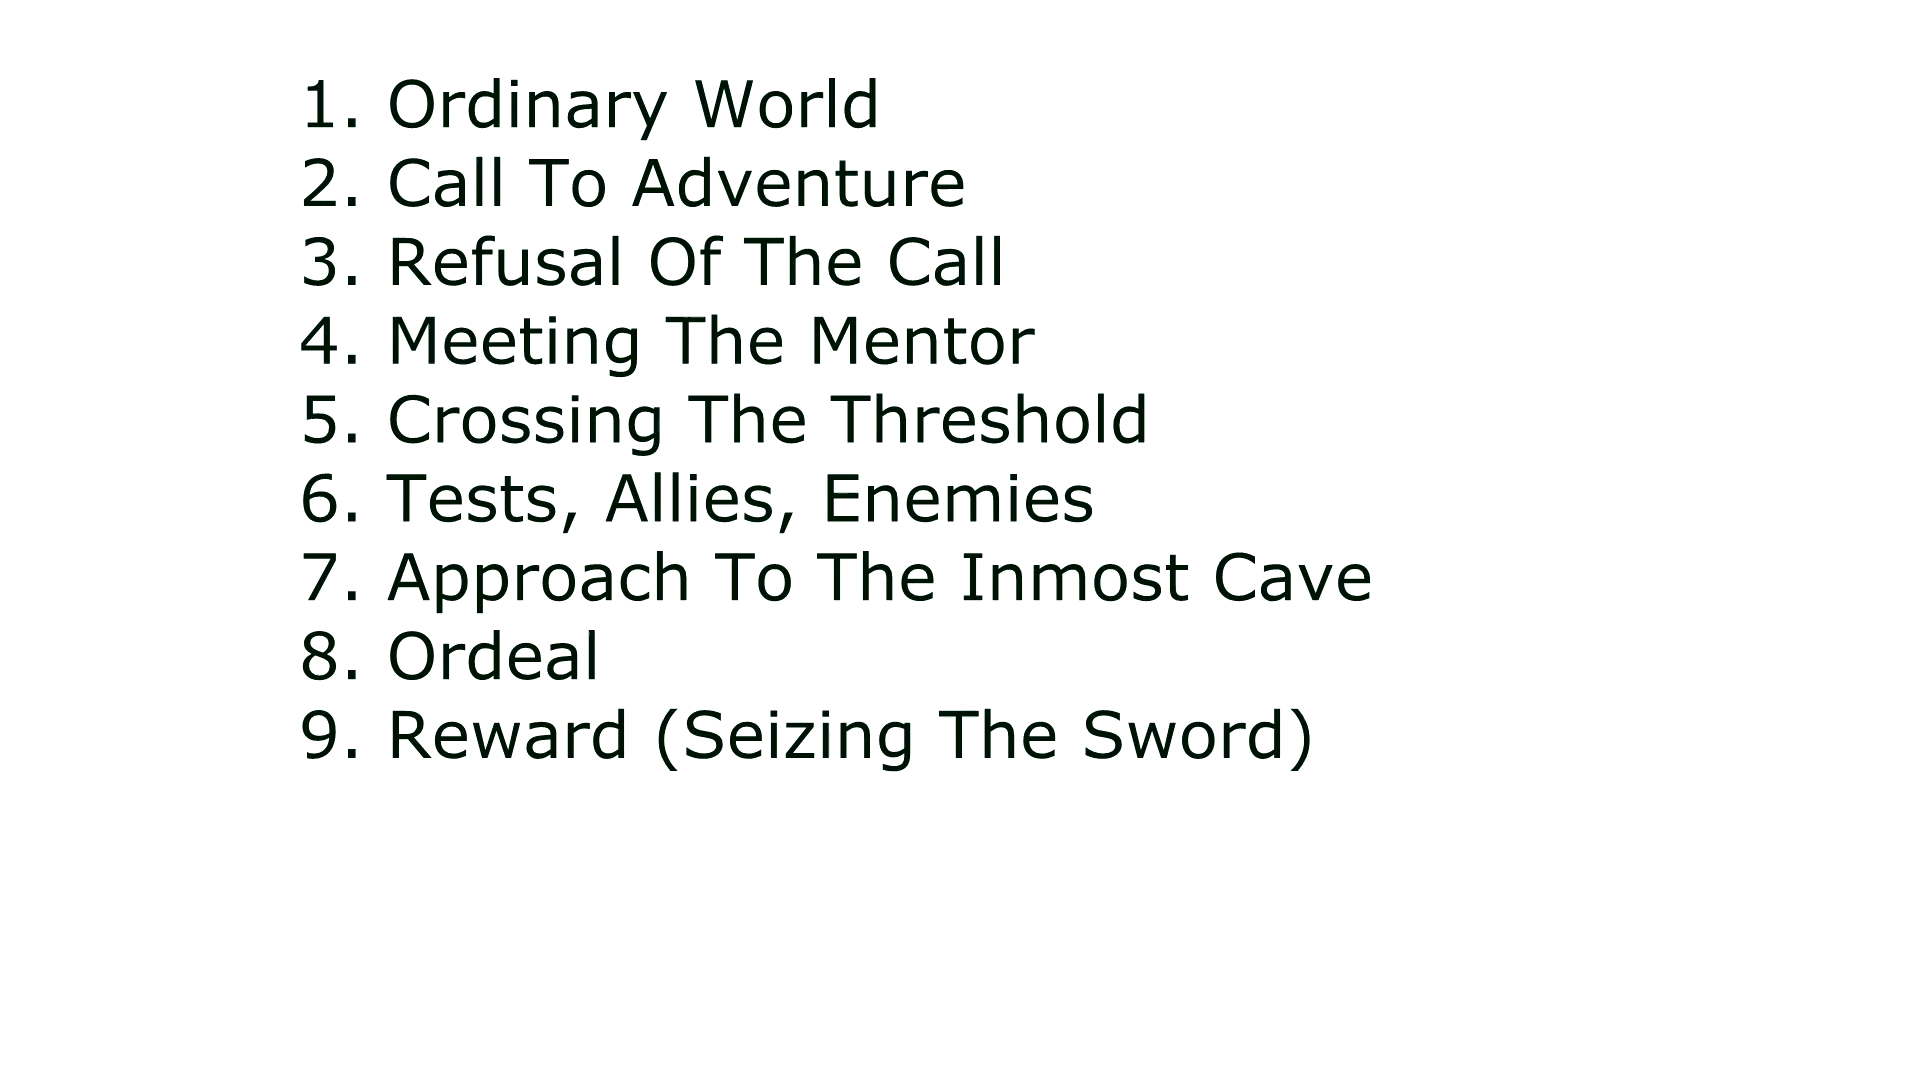 1. Ordinary World
2. Call To Adventure
3. Refusal Of The Call
4. Meeting The Mentor
5. Crossing The Threshold
6. Tests, Allies, Enemies
7. Approach To The Inmost Cave
8. Ordeal
9. Reward (Seizing The Sword)